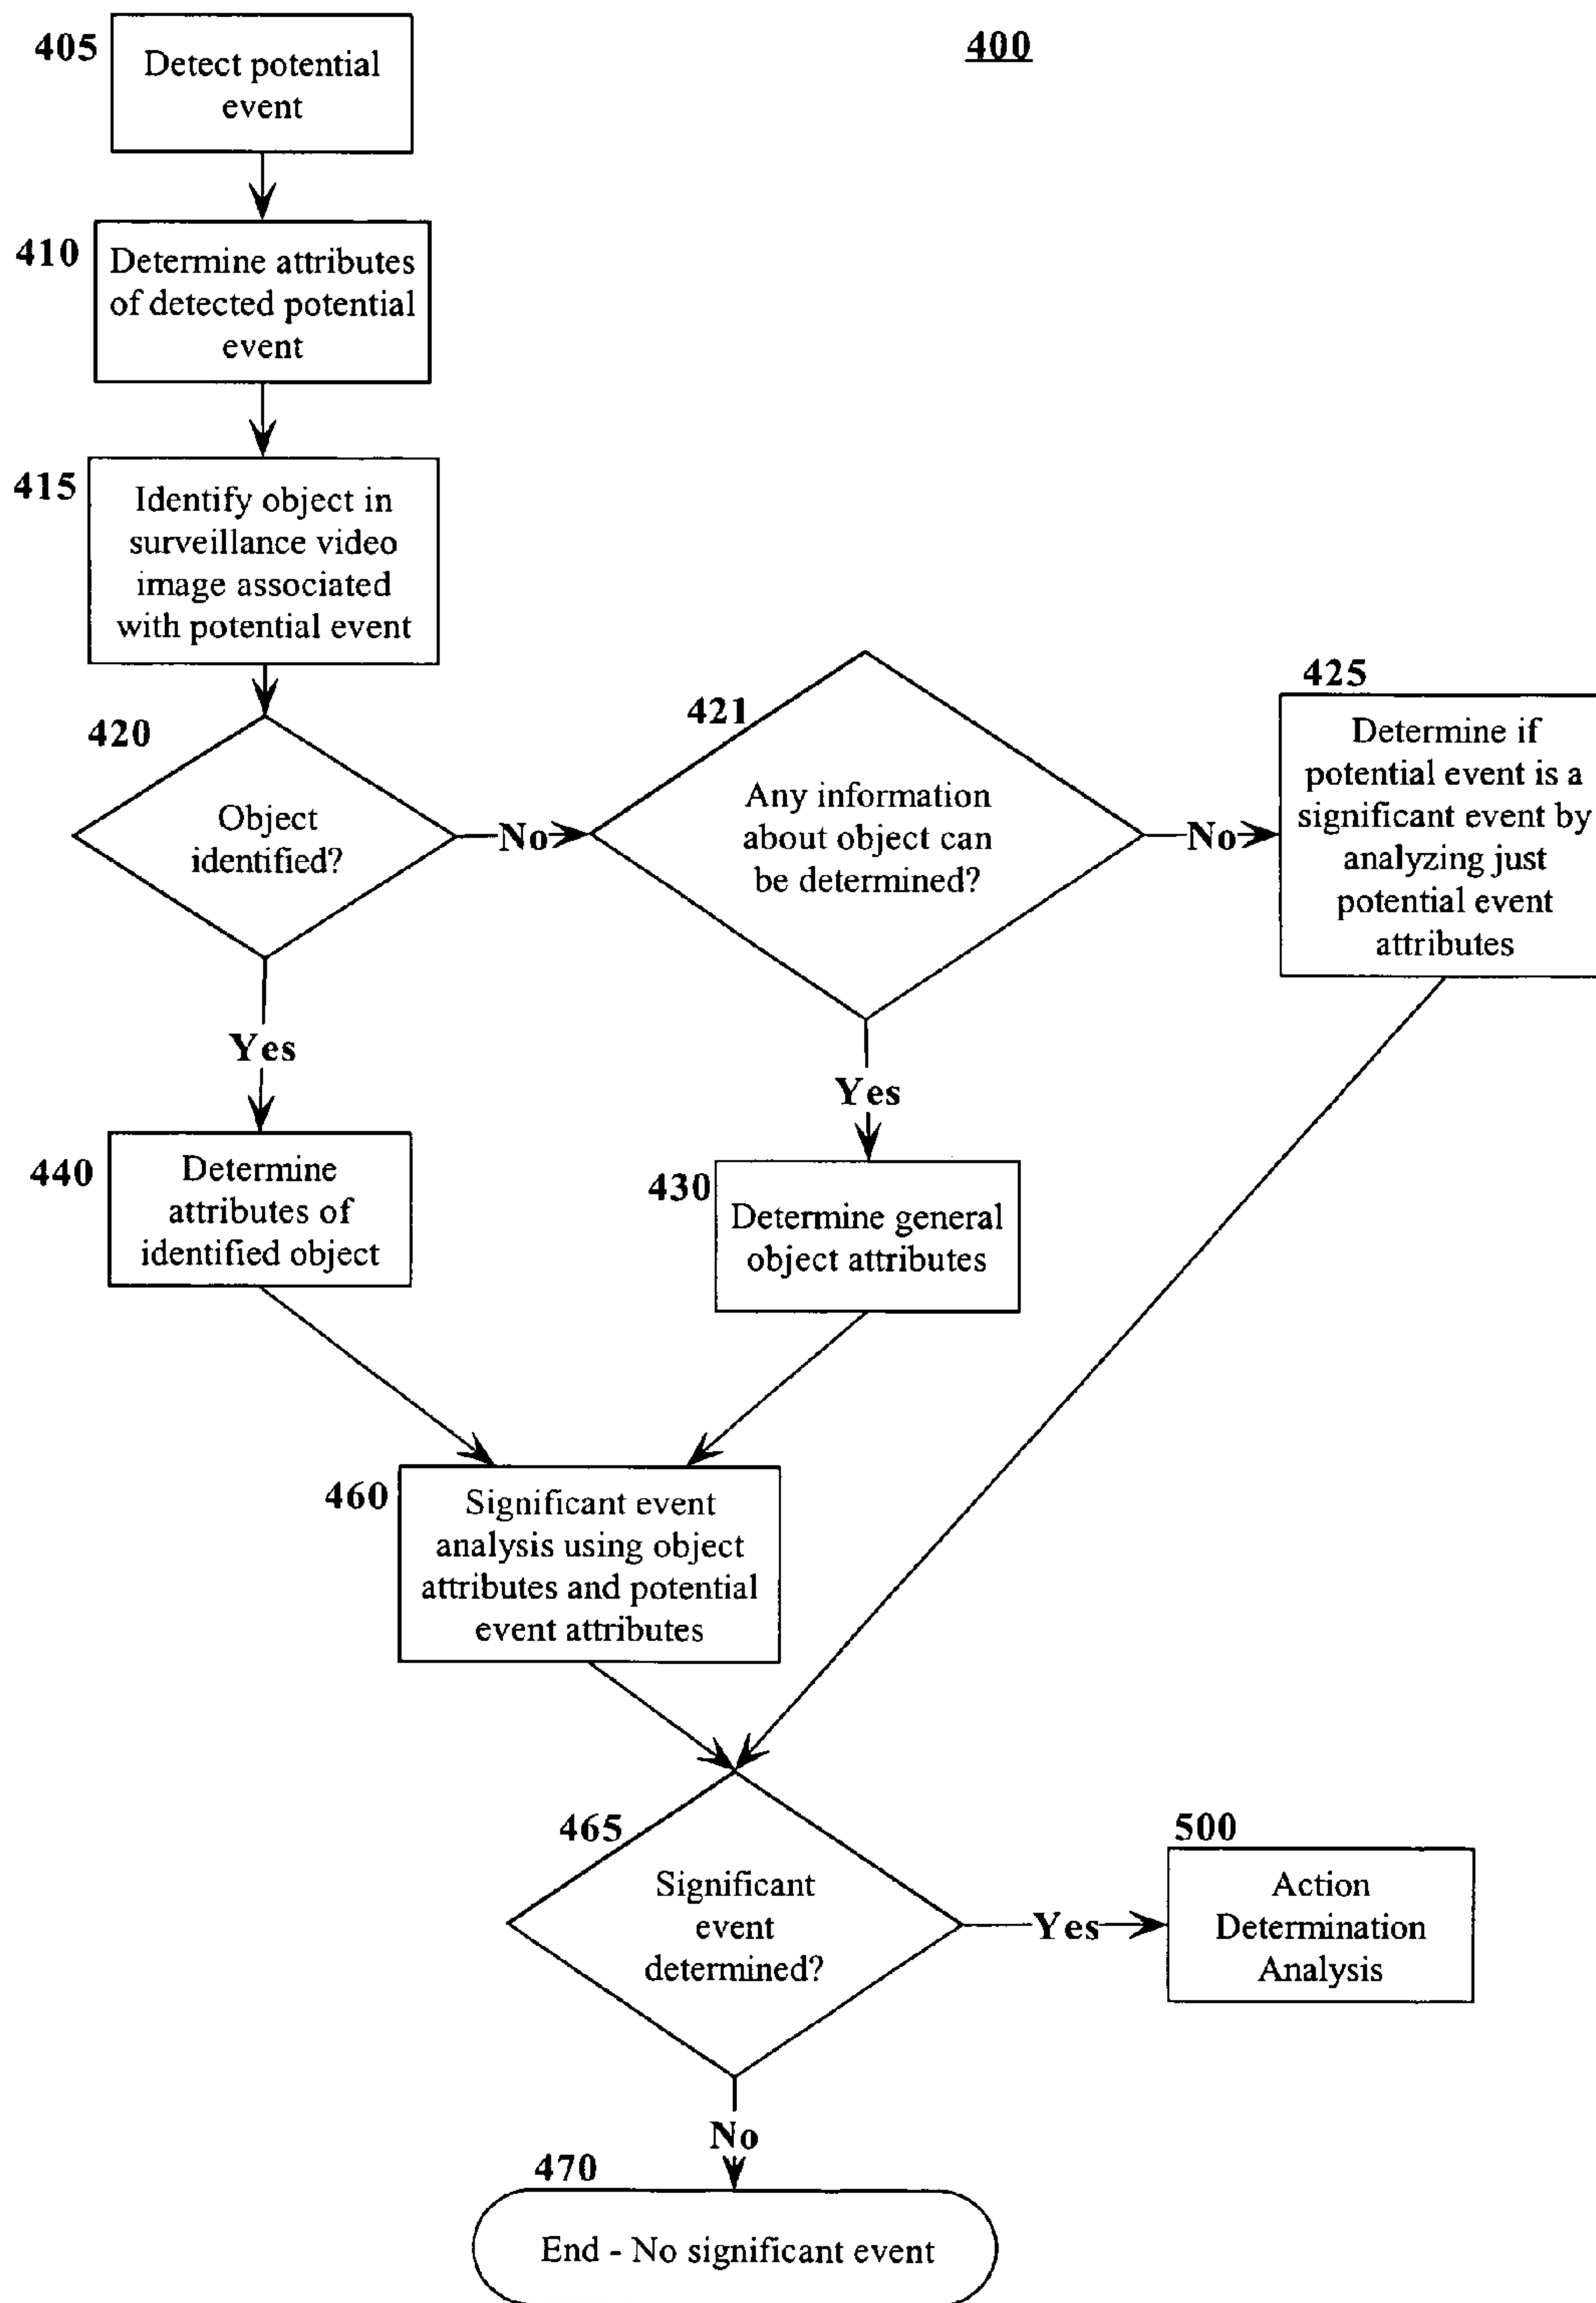 400
405
Detect potential
event
410
Determine attributes
of detected potential
event
415
Identify object in
surveillance video
image associated
with potential event
420
Object
identified?
No
421
Any information
about object can
be determined?
No
425
Determine if
potential event is a
significant event by
analyzing just
potential event
attributes
Yes
Yes
440
Determine
attributes of
identified object
430
Determine general
object attributes
460
Significant event
analysis using object
attributes and potential
event attributes
465
Significant
event
determined?
Yes
500
Action
Determination
Analysis
No
470
End - No significant event